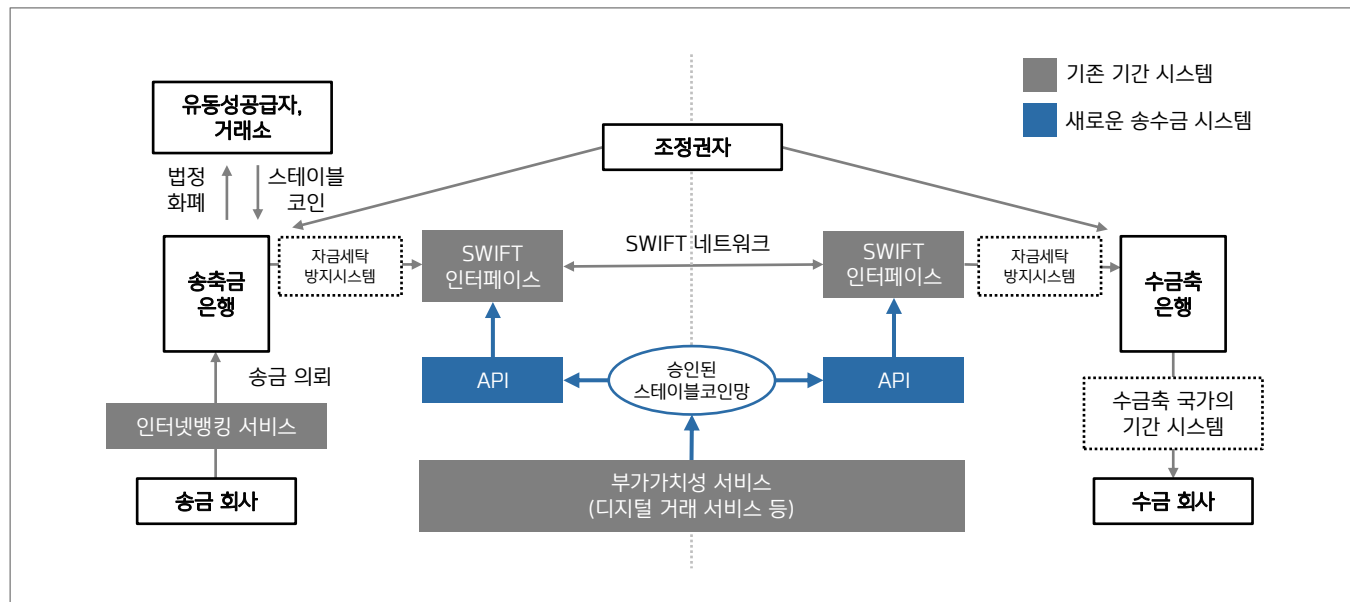 기존 기간 시스템
새로운 송수금 시스템
유동성공급자,
거래소
조정권자
법정
화폐
스테이블
코인
송축금
은행
자금세탁
방지시스템
SWIFT
인터페이스
SWIFT 네트워크
SWIFT
인터페이스
자금세탁
방지시스템
수금축
은행
송금 의뢰
API
승인된
스테이블코인망
API
인터넷뱅킹 서비스
수금축 국가의
기간 시스템
부가가치성 서비스
(디지털 거래 서비스 등)
송금 회사
수금 회사